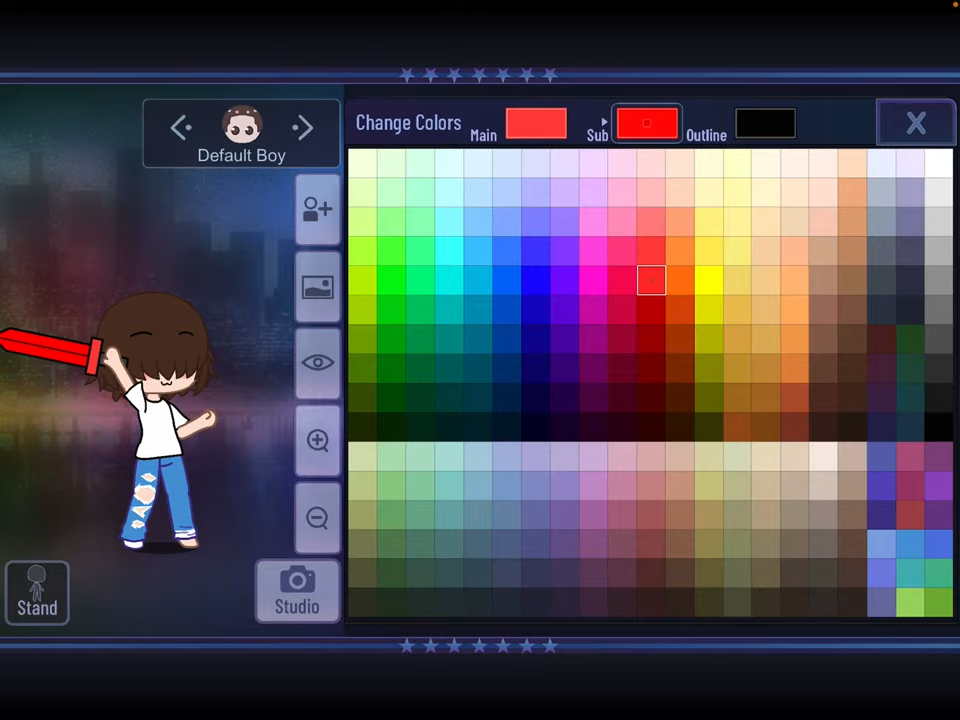 Default Boy
Change Colors
Main
Sub
Outline
X
Stand
Studio